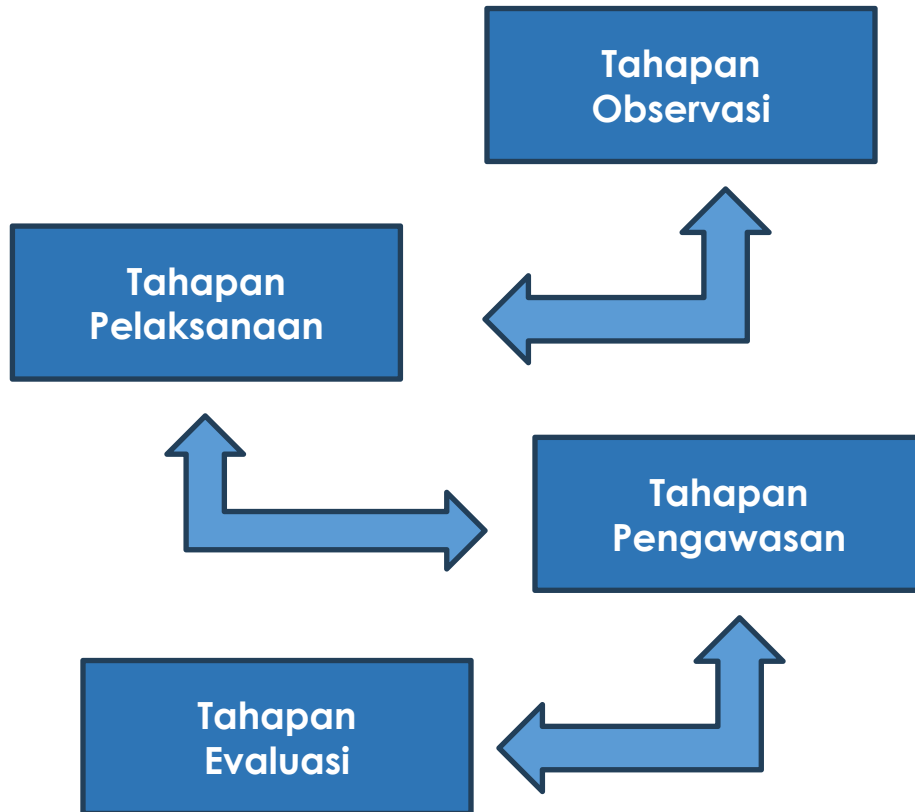 Tahapan
Observasi
Tahapan
Pelaksanaan
Tahapan
Pengawasan
Tahapan
Evaluasi